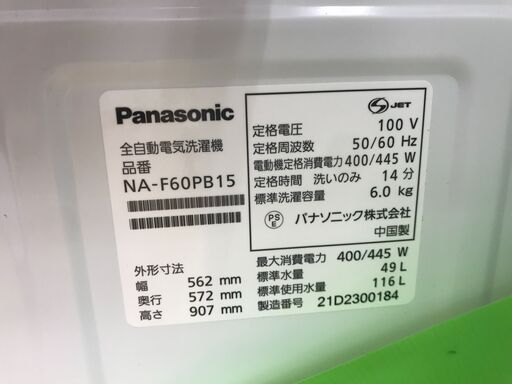 Panasonic
全自動電気洗濯機
品番
NA-F60PB15
外形寸法
幅 562 mm
奥行 572 mm
高さ 907 mm
S JET
定格電圧 100 V
定格周波数 50/60 Hz
電動機定格消費電力 400/445 W
定格時間 洗いのみ 14 分
標準洗濯容量 6.0 kg
PS E パナソニック株式会社
中国製
最大消費電力 400/445 W
標準水量 49 L
標準使用水量 116 L
製造番号 21D2300184